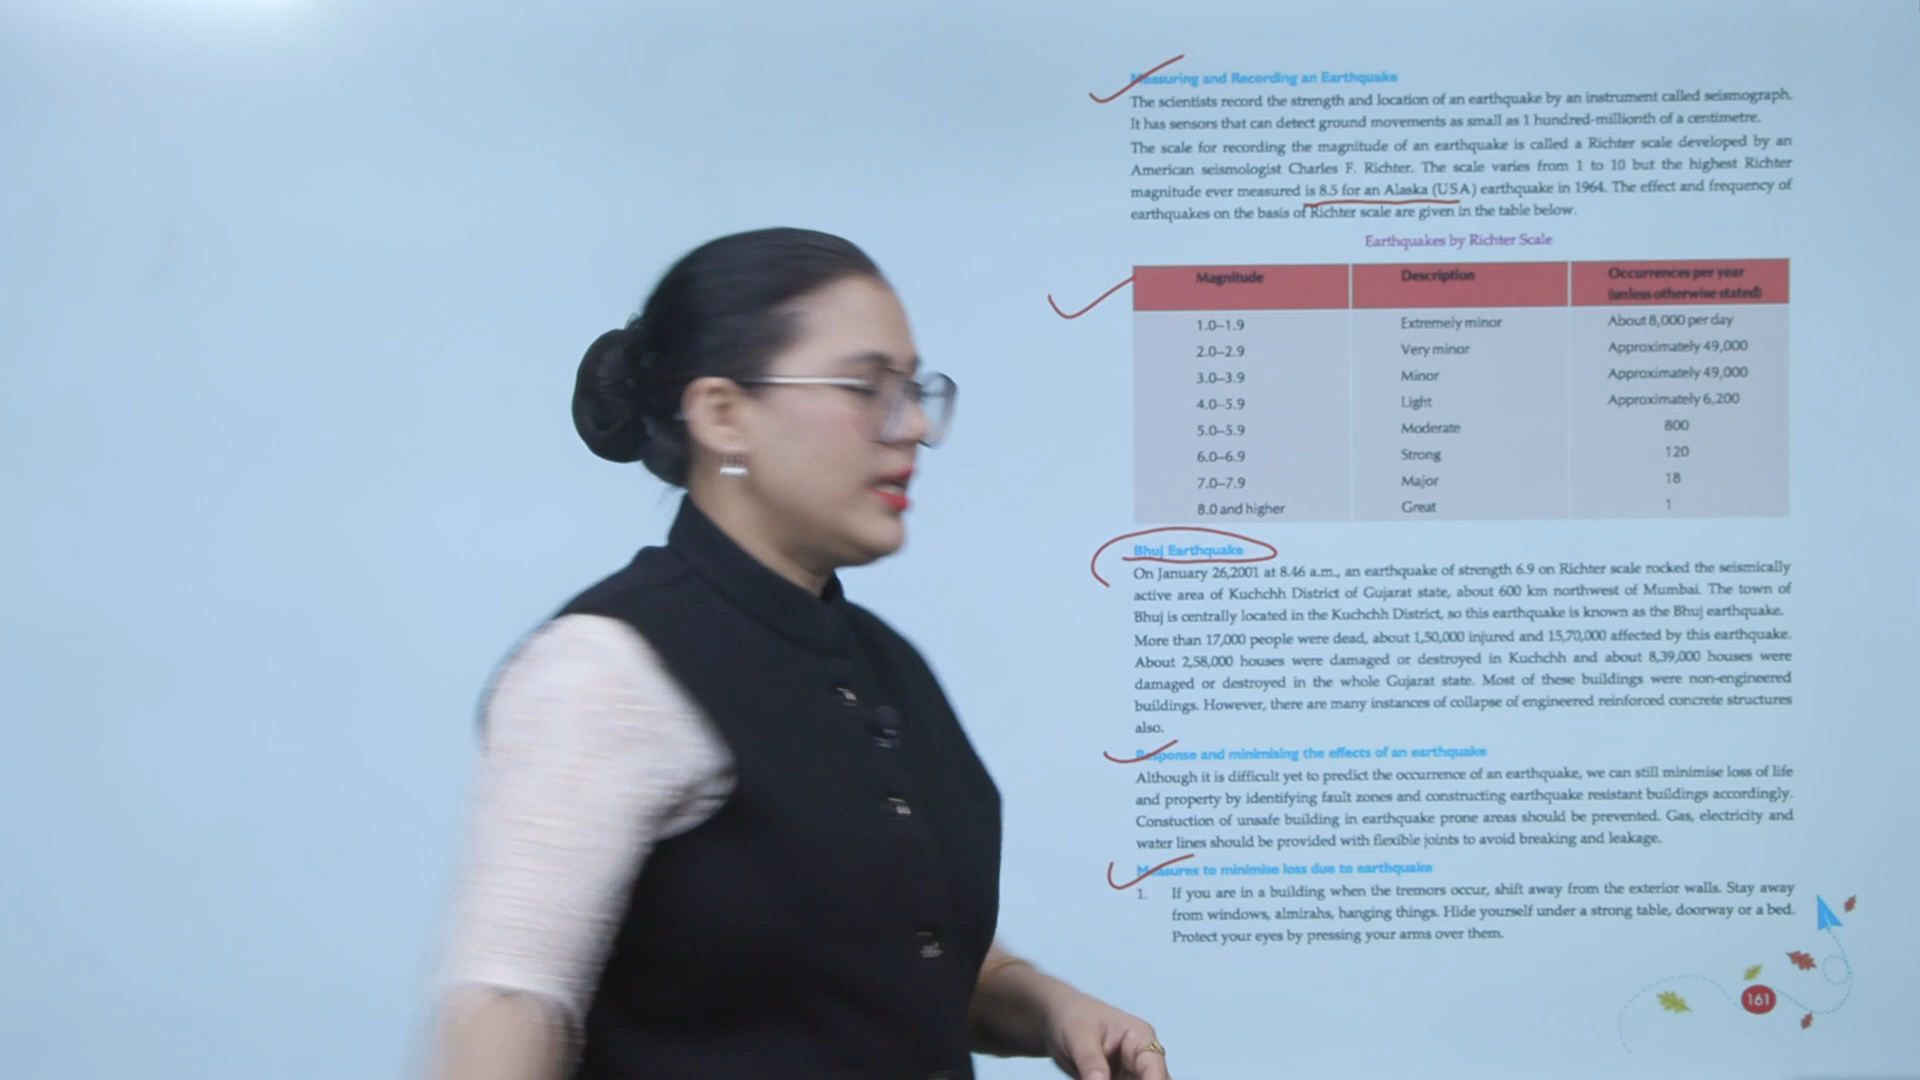 Measuring and Recording an Earthquake
The scientists record the strength and location of an earthquake by an instrument called seismograph.
It has sensors that can detect ground movements as small as 1 hundred-millionth of a centimetre.
The scale for recording the magnitude of an earthquake is called a Richter scale developed by an
American seismologist Charles F. Richter. The scale varies from 1 to 10 but the highest Richter
magnitude ever measured is 8.5 for an Alaska (USA) earthquake in 1964. The effect and frequency of
earthquakes on the basis of Richter scale are given in the table below.
Earthquakes by Richter Scale
Magnitude Description Occurrences per year
(unless otherwise stated)
1.0–1.9 Extremely minor About 8,000 per day
2.0–2.9 Very minor Approximately 49,000
3.0–3.9 Minor Approximately 49,000
4.0–5.9 Light Approximately 6,200
5.0–5.9 Moderate 800
6.0–6.9 Strong 120
7.0–7.9 Major 18
8.0 and higher Great 1
Bhuj Earthquake
On January 26,2001 at 8.46 a.m., an earthquake of strength 6.9 on Richter scale rocked the seismically
active area of Kuchchh District of Gujarat state, about 600 km northwest of Mumbai. The town of
Bhuj is centrally located in the Kuchchh District, so this earthquake is known as the Bhuj earthquake.
More than 17,000 people were dead, about 1,50,000 injured and 15,70,000 affected by this earthquake.
About 2,58,000 houses were damaged or destroyed in Kuchchh and about 8,39,000 houses were
damaged or destroyed in the whole Gujarat state. Most of these buildings were non-engineered
buildings. However, there are many instances of collapse of engineered reinforced concrete structures
also.
Response and minimising the effects of an earthquake
Although it is difficult yet to predict the occurrence of an earthquake, we can still minimise loss of life
and property by identifying fault zones and constructing earthquake resistant buildings accordingly.
Constuction of unsafe building in earthquake prone areas should be prevented. Gas, electricity and
water lines should be provided with flexible joints to avoid breaking and leakage.
Measures to minimise loss due to earthquake
1. If you are in a building when the tremors occur, shift away from the exterior walls. Stay away
from windows, almirahs, hanging things. Hide yourself under a strong table, doorway or a bed.
Protect your eyes by pressing your arms over them.
161